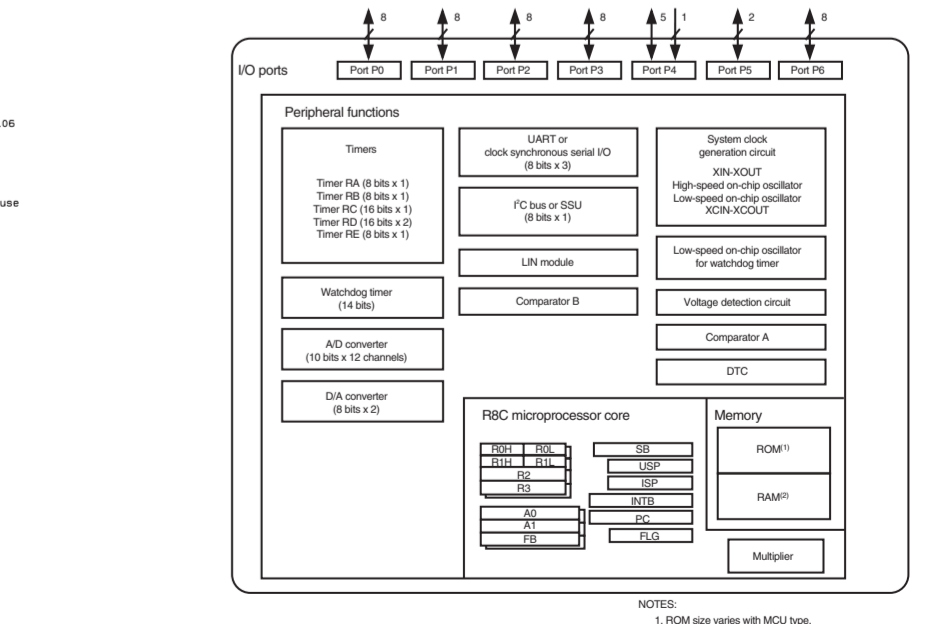 8 8 8 8 5 1 2 8
I/O ports
Port P0
Port P1
Port P2
Port P3
Port P4
Port P5
Port P6
.06
use
Peripheral functions
Timers
Timer RA (8 bits x 1)
Timer RB (8 bits x 1)
Timer RC (16 bits x 1)
Timer RD (16 bits x 2)
Timer RE (8 bits x 1)
Watchdog timer
(14 bits)
A/D converter
(10 bits x 12 channels)
D/A converter
(8 bits x 2)
UART or
clock synchronous serial I/O
(8 bits x 3)
I²C bus or SSU
(8 bits x 1)
LIN module
Comparator B
System clock
generation circuit
XIN-XOUT
High-speed on-chip oscillator
Low-speed on-chip oscillator
XCIN-XCOUT
Low-speed on-chip oscillator
for watchdog timer
Voltage detection circuit
Comparator A
DTC
R8C microprocessor core
R0H R0L
R1H R1L
R2
R3
A0
A1
FB
SB
USP
ISP
INTB
PC
FLG
Memory
ROM(1)
RAM(2)
Multiplier
NOTES:
1. ROM size varies with MCU type.